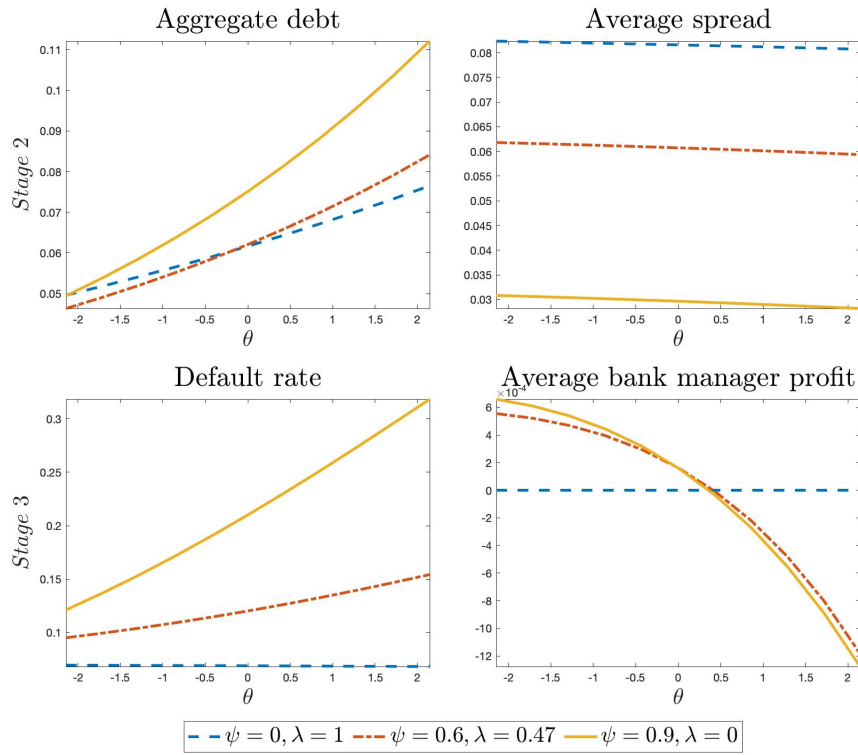 Aggregate debt
0.11
0.1
0.09
0.08
0.07
0.06
0.05
Stage 2
-2 -1.5 -1 -0.5 0 0.5 1 1.5 2
θ
Average spread
0.08
0.075
0.07
0.065
0.06
0.055
0.05
0.045
0.04
0.035
0.03
-2 -1.5 -1 -0.5 0 0.5 1 1.5 2
θ
Default rate
0.3
0.25
0.2
0.15
0.1
Stage 3
-2 -1.5 -1 -0.5 0 0.5 1 1.5 2
θ
Average bank manager profit
×10⁻⁴
6
4
2
0
-2
-4
-6
-8
-10
-12
-2 -1.5 -1 -0.5 0 0.5 1 1.5 2
θ
ψ = 0, λ = 1 ψ = 0.6, λ = 0.47 ψ = 0.9, λ = 0